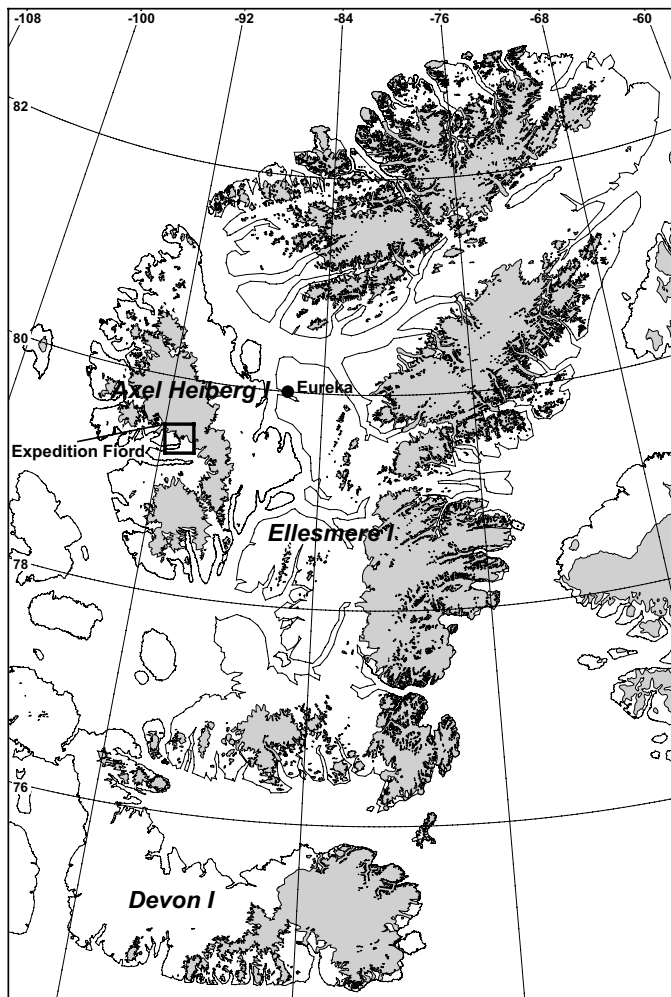 -108
-100
-92
-84
-76
-68
-60
82
80
Axel Heiberg I
Eureka
Expedition Fiord
Ellesmere I
78
76
Devon I